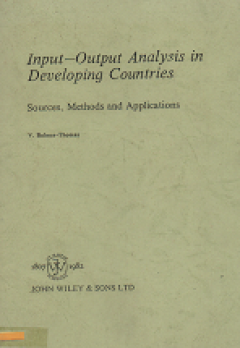 Input—Output Analysis in
Developing Countries
Sources, Methods and Applications
V. Bulmer-Thomas
1807 1982
JOHN WILEY & SONS LTD